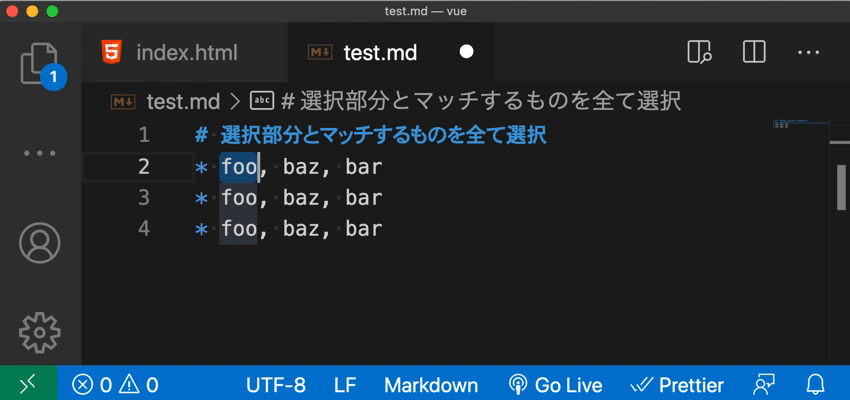 test.md — vue
index.html
test.md
test.md > # 選択部分とマッチするものを全て選択
1 # 選択部分とマッチするものを全て選択
2 * foo, baz, bar
3 * foo, baz, bar
4 * foo, baz, bar
1
0 0 UTF-8 LF Markdown Go Live Prettier